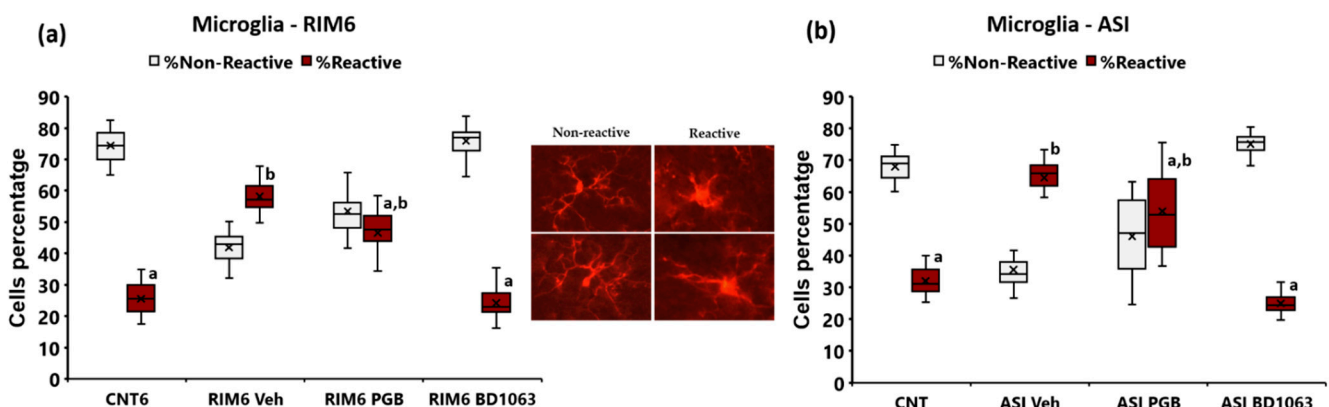 (a)
Microglia - RIM6
%Non-Reactive %Reactive
Cells percentatge
90
80
70
60
50
40
30
20
10
0
a
b
a,b
a
CNT6 RIM6 Veh RIM6 PGB RIM6 BD1063
Non-reactive Reactive
(b)
Microglia - ASI
%Non-Reactive %Reactive
Cells percentatge
90
80
70
60
50
40
30
20
10
0
a
b
a,b
a
CNT ASI Veh ASI PGB ASI BD1063